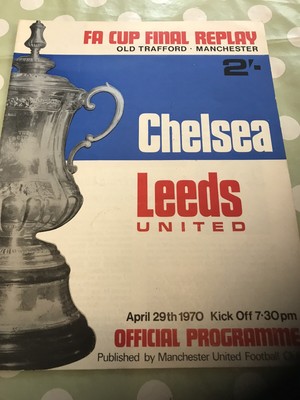 FA CUP FINAL REPLAY
OLD TRAFFORD · MANCHESTER
2'-
Chelsea
Leeds
UNITED
April 29th 1970 Kick Off 7·30 pm
OFFICIAL PROGRAMME
Published by Manchester United Football